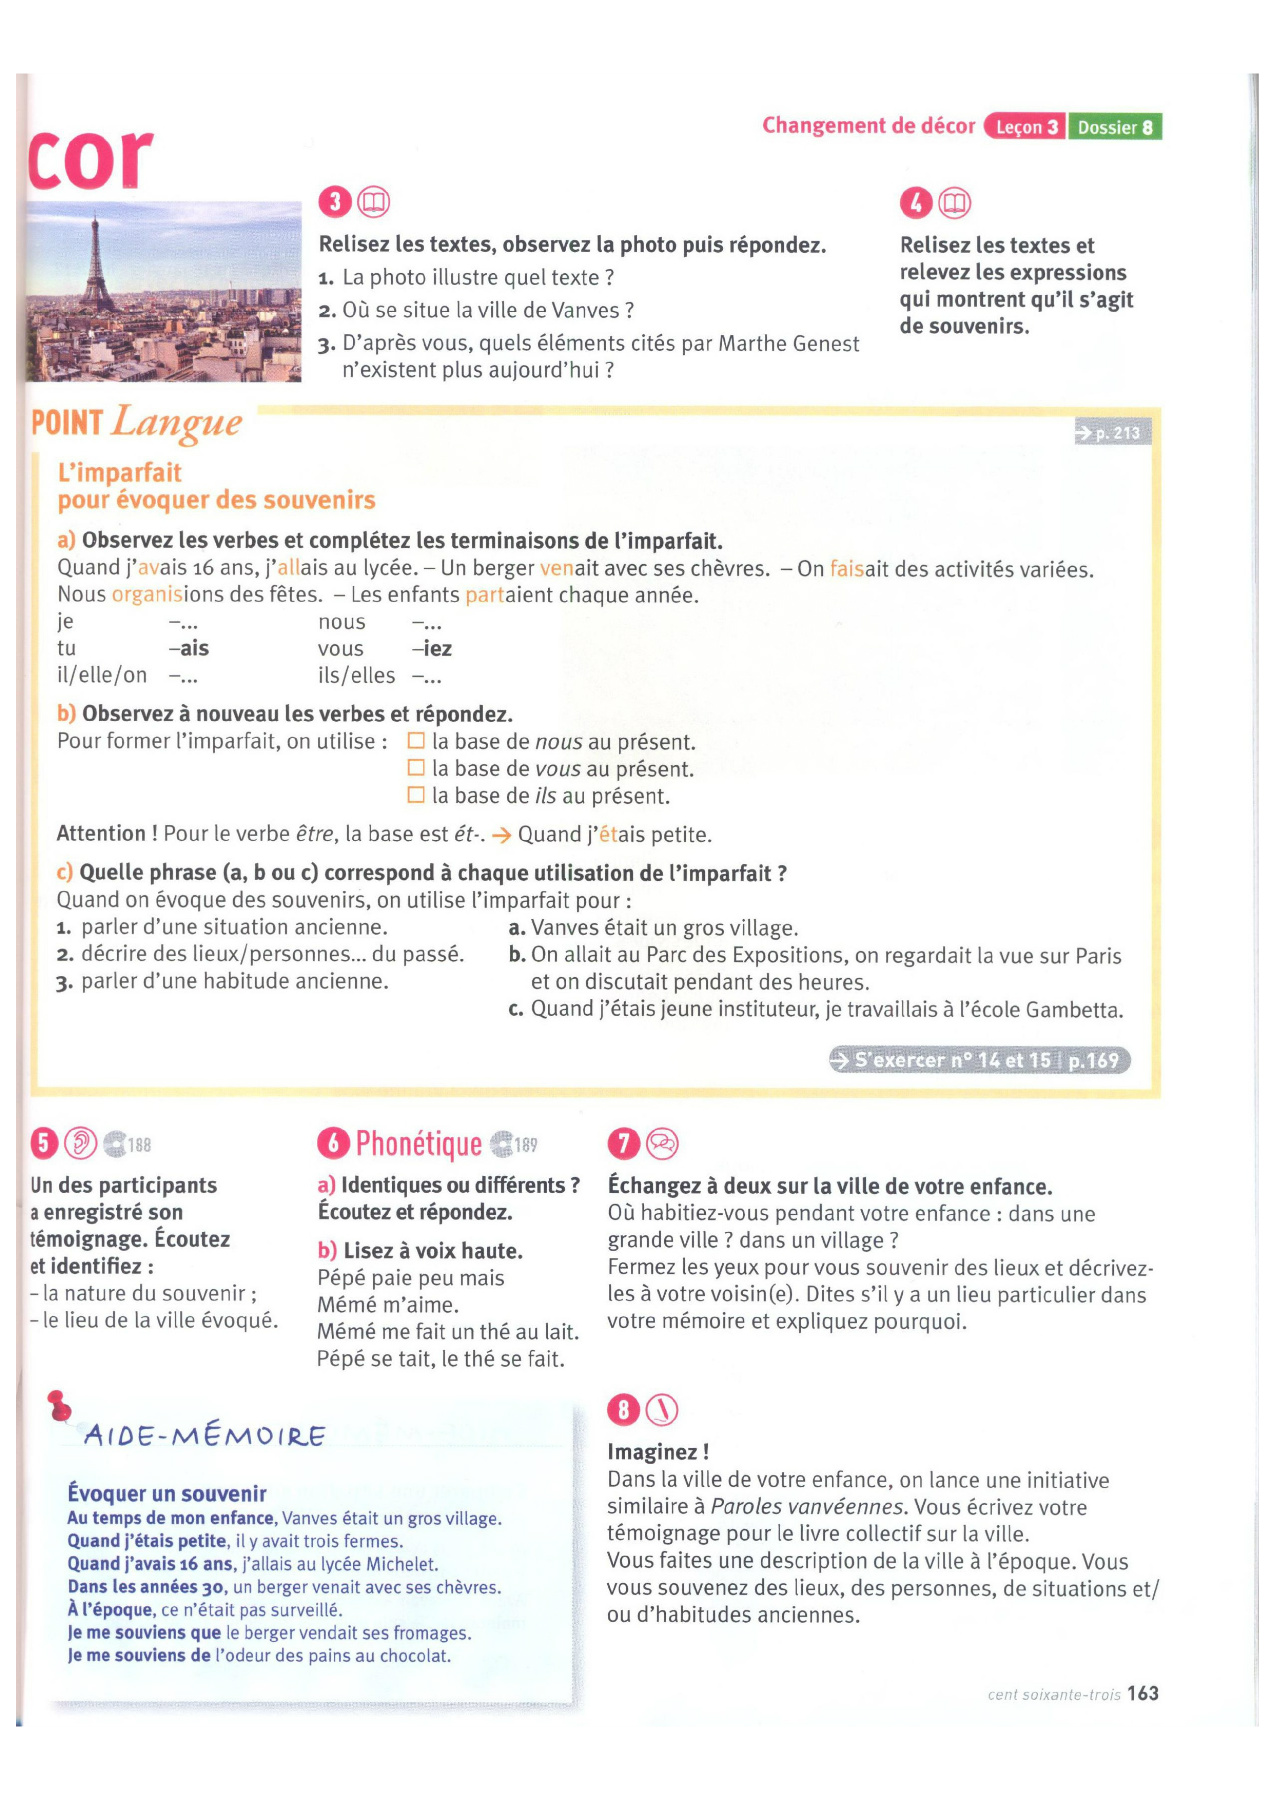 Changement de décor Leçon 3 Dossier 8
cor
3
Relisez les textes, observez la photo puis répondez.
1. La photo illustre quel texte ?
2. Où se situe la ville de Vanves ?
3. D'après vous, quels éléments cités par Marthe Genest
n'existent plus aujourd'hui ?
4
Relisez les textes et
relevez les expressions
qui montrent qu'il s'agit
de souvenirs.
POINT Langue
→ p. 213
L'imparfait
pour évoquer des souvenirs
a) Observez les verbes et complétez les terminaisons de l'imparfait.
Quand j'avais 16 ans, j'allais au lycée. – Un berger venait avec ses chèvres. – On faisait des activités variées.
Nous organisions des fêtes. – Les enfants partaient chaque année.
je –... nous –...
tu –ais vous –iez
il/elle/on –... ils/elles –...
b) Observez à nouveau les verbes et répondez.
Pour former l'imparfait, on utilise : ☐ la base de nous au présent.
☐ la base de vous au présent.
☐ la base de ils au présent.
Attention ! Pour le verbe être, la base est ét-. → Quand j'étais petite.
c) Quelle phrase (a, b ou c) correspond à chaque utilisation de l'imparfait ?
Quand on évoque des souvenirs, on utilise l'imparfait pour :
1. parler d'une situation ancienne.
2. décrire des lieux/personnes... du passé.
3. parler d'une habitude ancienne.
a. Vanves était un gros village.
b. On allait au Parc des Expositions, on regardait la vue sur Paris
et on discutait pendant des heures.
c. Quand j'étais jeune instituteur, je travaillais à l'école Gambetta.
→ S'exercer n° 14 et 15 | p.169
5 188
Un des participants
a enregistré son
témoignage. Écoutez
et identifiez :
– la nature du souvenir ;
– le lieu de la ville évoqué.
6 Phonétique 189
a) Identiques ou différents ?
Écoutez et répondez.
b) Lisez à voix haute.
Pépé paie peu mais
Mémé m'aime.
Mémé me fait un thé au lait.
Pépé se tait, le thé se fait.
7
Échangez à deux sur la ville de votre enfance.
Où habitiez-vous pendant votre enfance : dans une
grande ville ? dans un village ?
Fermez les yeux pour vous souvenir des lieux et décrivez-
les à votre voisin(e). Dites s'il y a un lieu particulier dans
votre mémoire et expliquez pourquoi.
AIDE-MÉMOIRE
Évoquer un souvenir
Au temps de mon enfance, Vanves était un gros village.
Quand j'étais petite, il y avait trois fermes.
Quand j'avais 16 ans, j'allais au lycée Michelet.
Dans les années 30, un berger venait avec ses chèvres.
À l'époque, ce n'était pas surveillé.
Je me souviens que le berger vendait ses fromages.
Je me souviens de l'odeur des pains au chocolat.
8
Imaginez !
Dans la ville de votre enfance, on lance une initiative
similaire à Paroles vanvéennes. Vous écrivez votre
témoignage pour le livre collectif sur la ville.
Vous faites une description de la ville à l'époque. Vous
vous souvenez des lieux, des personnes, de situations et/
ou d'habitudes anciennes.
cent soixante-trois 163